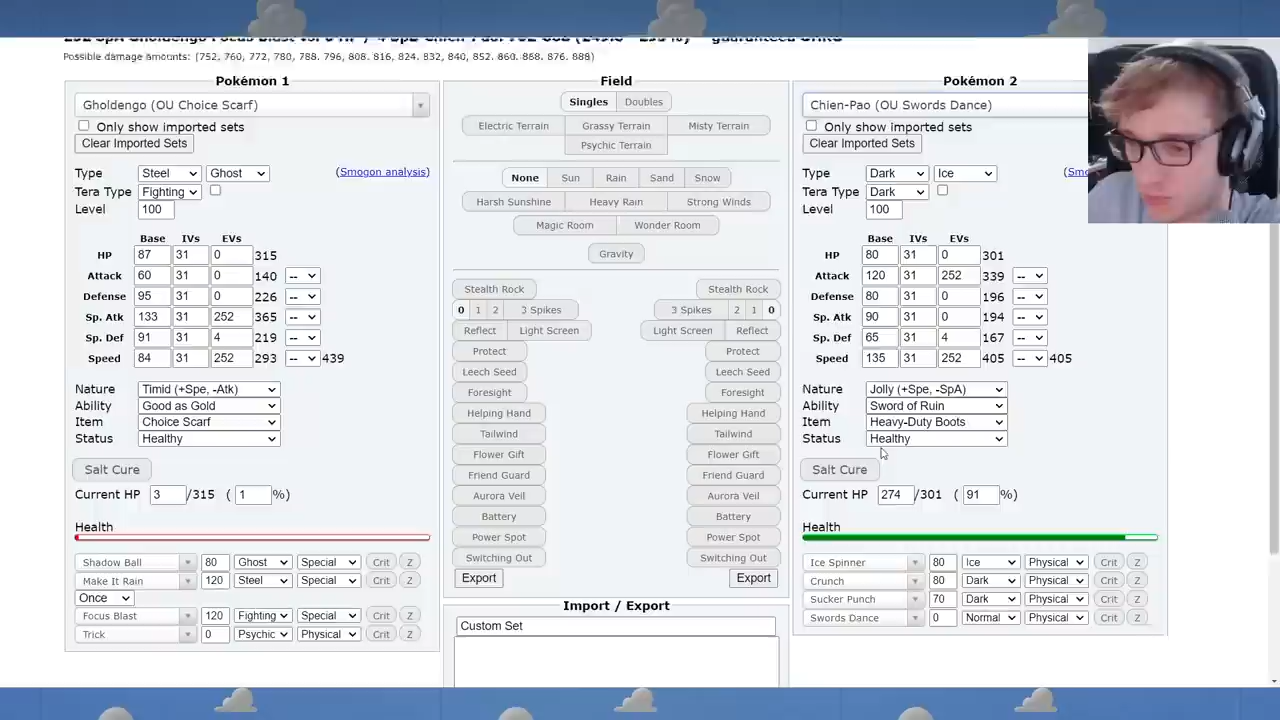 Possible damage amounts: (752, 760, 772, 780, 788, 796, 808, 816, 824, 832, 840, 852, 860, 868, 876, 888)
Pokémon 1
Gholdengo (OU Choice Scarf)
Only show imported sets
Clear Imported Sets
Type Steel Ghost (Smogon analysis)
Tera Type Fighting
Level 100
Base IVs EVs
HP 87 31 0 315
Attack 60 31 0 140 --
Defense 95 31 0 226 --
Sp. Atk 133 31 252 365 --
Sp. Def 91 31 4 219 --
Speed 84 31 252 293 -- 439
Nature Timid (+Spe, -Atk)
Ability Good as Gold
Item Choice Scarf
Status Healthy
Salt Cure
Current HP 3 /315 ( 1 %)
Health
Shadow Ball 80 Ghost Special Crit Z
Make It Rain 120 Steel Special Crit Z
Once
Focus Blast 120 Fighting Special Crit Z
Trick 0 Psychic Physical Crit Z
Field
Singles Doubles
Electric Terrain Grassy Terrain Misty Terrain
Psychic Terrain
None Sun Rain Sand Snow
Harsh Sunshine Heavy Rain Strong Winds
Magic Room Wonder Room
Gravity
Stealth Rock Stealth Rock
0 1 2 3 Spikes 3 Spikes 2 1 0
Reflect Light Screen Light Screen Reflect
Protect Protect
Leech Seed Leech Seed
Foresight Foresight
Helping Hand Helping Hand
Tailwind Tailwind
Flower Gift Flower Gift
Friend Guard Friend Guard
Aurora Veil Aurora Veil
Battery Battery
Power Spot Power Spot
Switching Out Switching Out
Export Export
Import / Export
Custom Set
Pokémon 2
Chien-Pao (OU Swords Dance)
Only show imported sets
Clear Imported Sets
Type Dark Ice
Tera Type Dark
Level 100
Base IVs EVs
HP 80 31 0 301
Attack 120 31 252 339 --
Defense 80 31 0 196 --
Sp. Atk 90 31 0 194 --
Sp. Def 65 31 4 167 --
Speed 135 31 252 405 -- 405
Nature Jolly (+Spe, -SpA)
Ability Sword of Ruin
Item Heavy-Duty Boots
Status Healthy
Salt Cure
Current HP 274 /301 ( 91 %)
Health
Ice Spinner 80 Ice Physical Crit Z
Crunch 80 Dark Physical Crit Z
Sucker Punch 70 Dark Physical Crit Z
Swords Dance 0 Normal Physical Crit Z